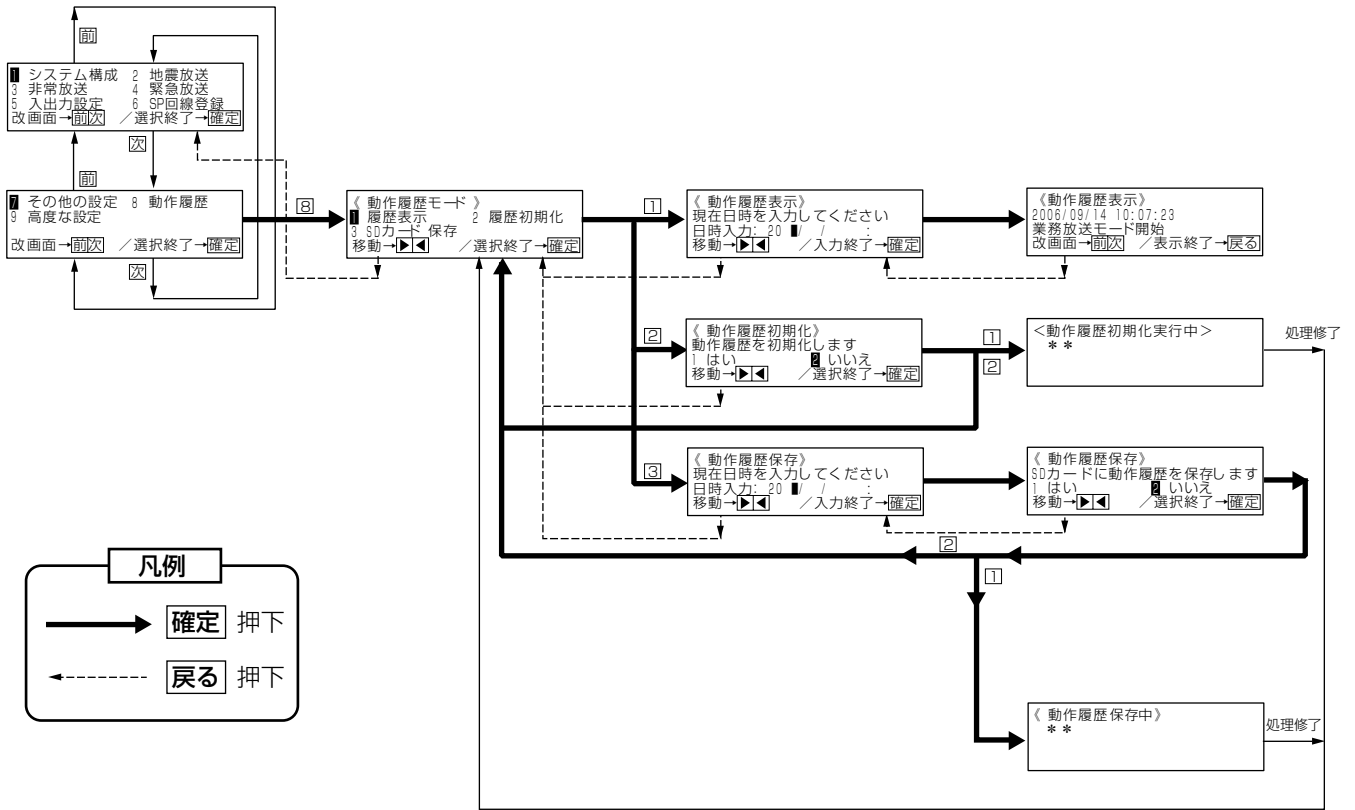 前
1 システム構成 2 地震放送
3 非常放送 4 緊急放送
5 入出力設定 6 SP回線登録
改画面→前次 /選択終了→確定
次
前
7 その他の設定 8 動作履歴
9 高度な設定
改画面→前次 /選択終了→確定
次
8
《 動作履歴モード 》
1 履歴表示 2 履歴初期化
3 SDカード 保存
移動→▶◀ /選択終了→確定
1
《 動作履歴表示》
現在日時を入力してください
日時入力: 20 ■/ / :
移動→▶◀ /入力終了→確定
《動作履歴表示》
2006/09/14 10:07:23
業務放送モード開始
改画面→前次 /表示終了→戻る
2
《 動作履歴初期化》
動作履歴を初期化します
1 はい 2 いいえ
移動→▶◀ /選択終了→確定
1
2
<動作履歴初期化実行中>
**
処理修了
3
《 動作履歴保存》
現在日時を入力してください
日時入力: 20 ■/ / :
移動→▶◀ /入力終了→確定
《 動作履歴保存》
SDカードに動作履歴を保存します
1 はい 2 いいえ
移動→▶◀ /選択終了→確定
2
1
《 動作履歴保存中》
**
処理修了
凡例
確定 押下
戻る 押下